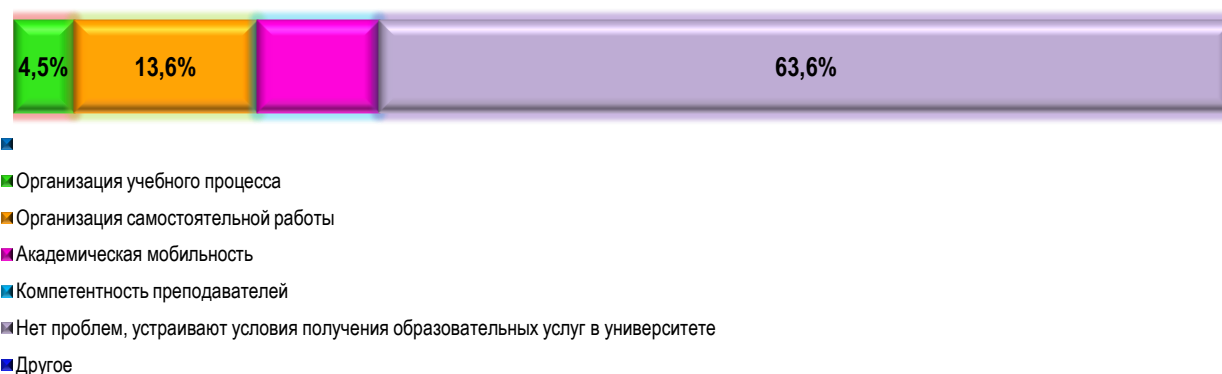 4,5% 13,6% 63,6%
Организация учебного процесса
Организация самостоятельной работы
Академическая мобильность
Компетентность преподавателей
Нет проблем, устраивают условия получения образовательных услуг в университете
Другое